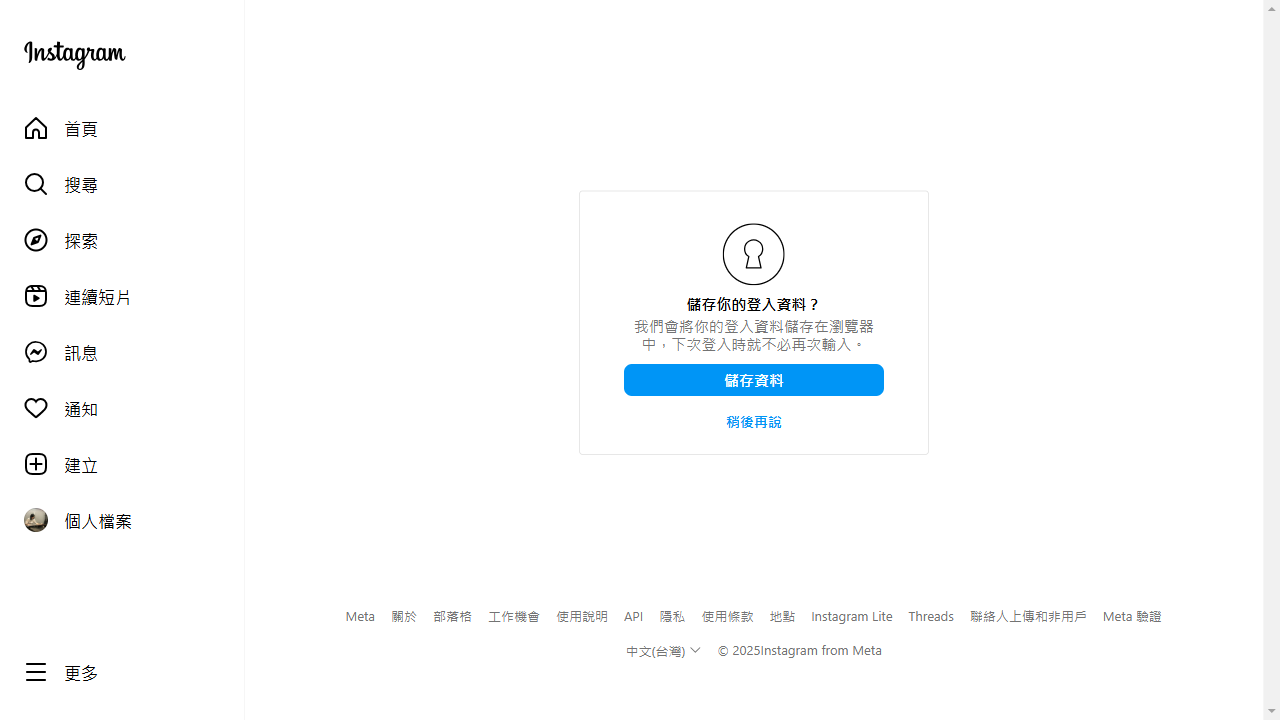 Instagram
首頁
搜尋
探索
連續短片
訊息
通知
建立
個人檔案
更多
儲存你的登入資料？
我們會將你的登入資料儲存在瀏覽器
中，下次登入時就不必再次輸入。
儲存資料
稍後再說
Meta 關於 部落格 工作機會 使用說明 API 隱私 使用條款 地點 Instagram Lite Threads 聯絡人上傳和非用戶 Meta 驗證
中文(台灣) © 2025Instagram from Meta